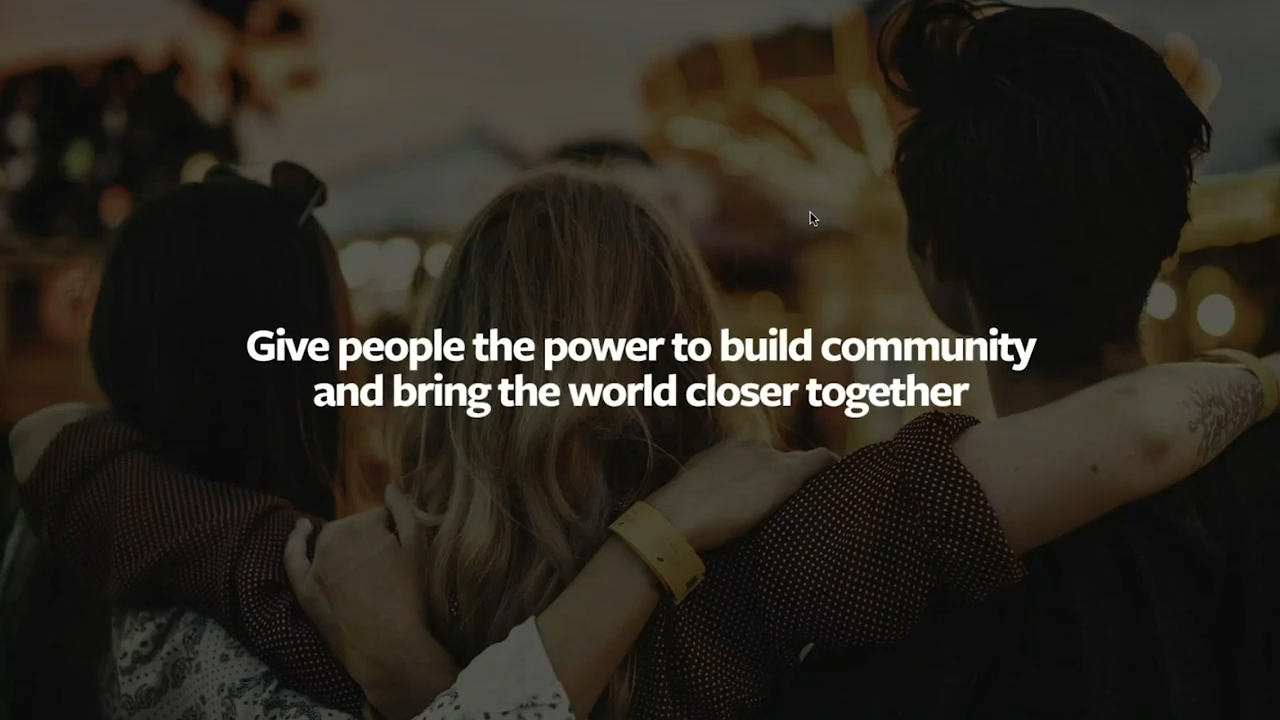 Give people the power to build community
and bring the world closer together